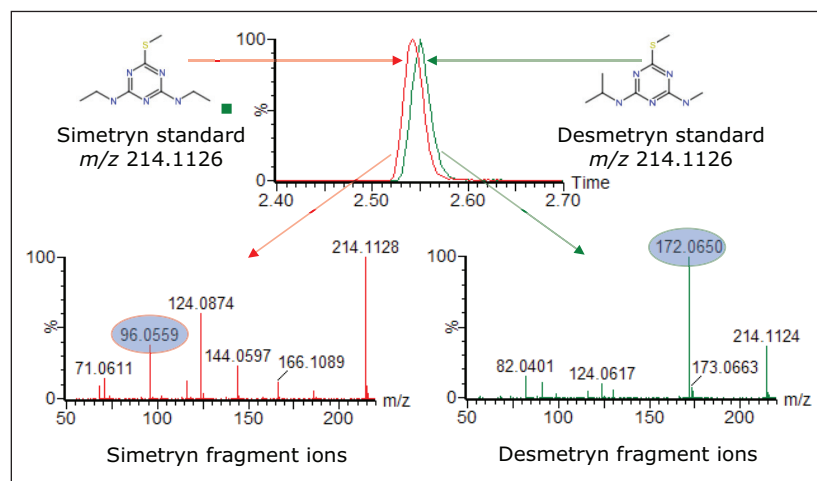 100
%
0
2.40 2.50 2.60 2.70
Time
S
N N
N N N
Simetryn standard
m/z 214.1126
S
N N
N N N
Desmetryn standard
m/z 214.1126
100
%
0
214.1128
124.0874
96.0559
144.0597
71.0611
166.1089
50 100 150 200
m/z
Simetryn fragment ions
100
%
0
172.0650
214.1124
82.0401
124.0617
173.0663
50 100 150 200
m/z
Desmetryn fragment ions